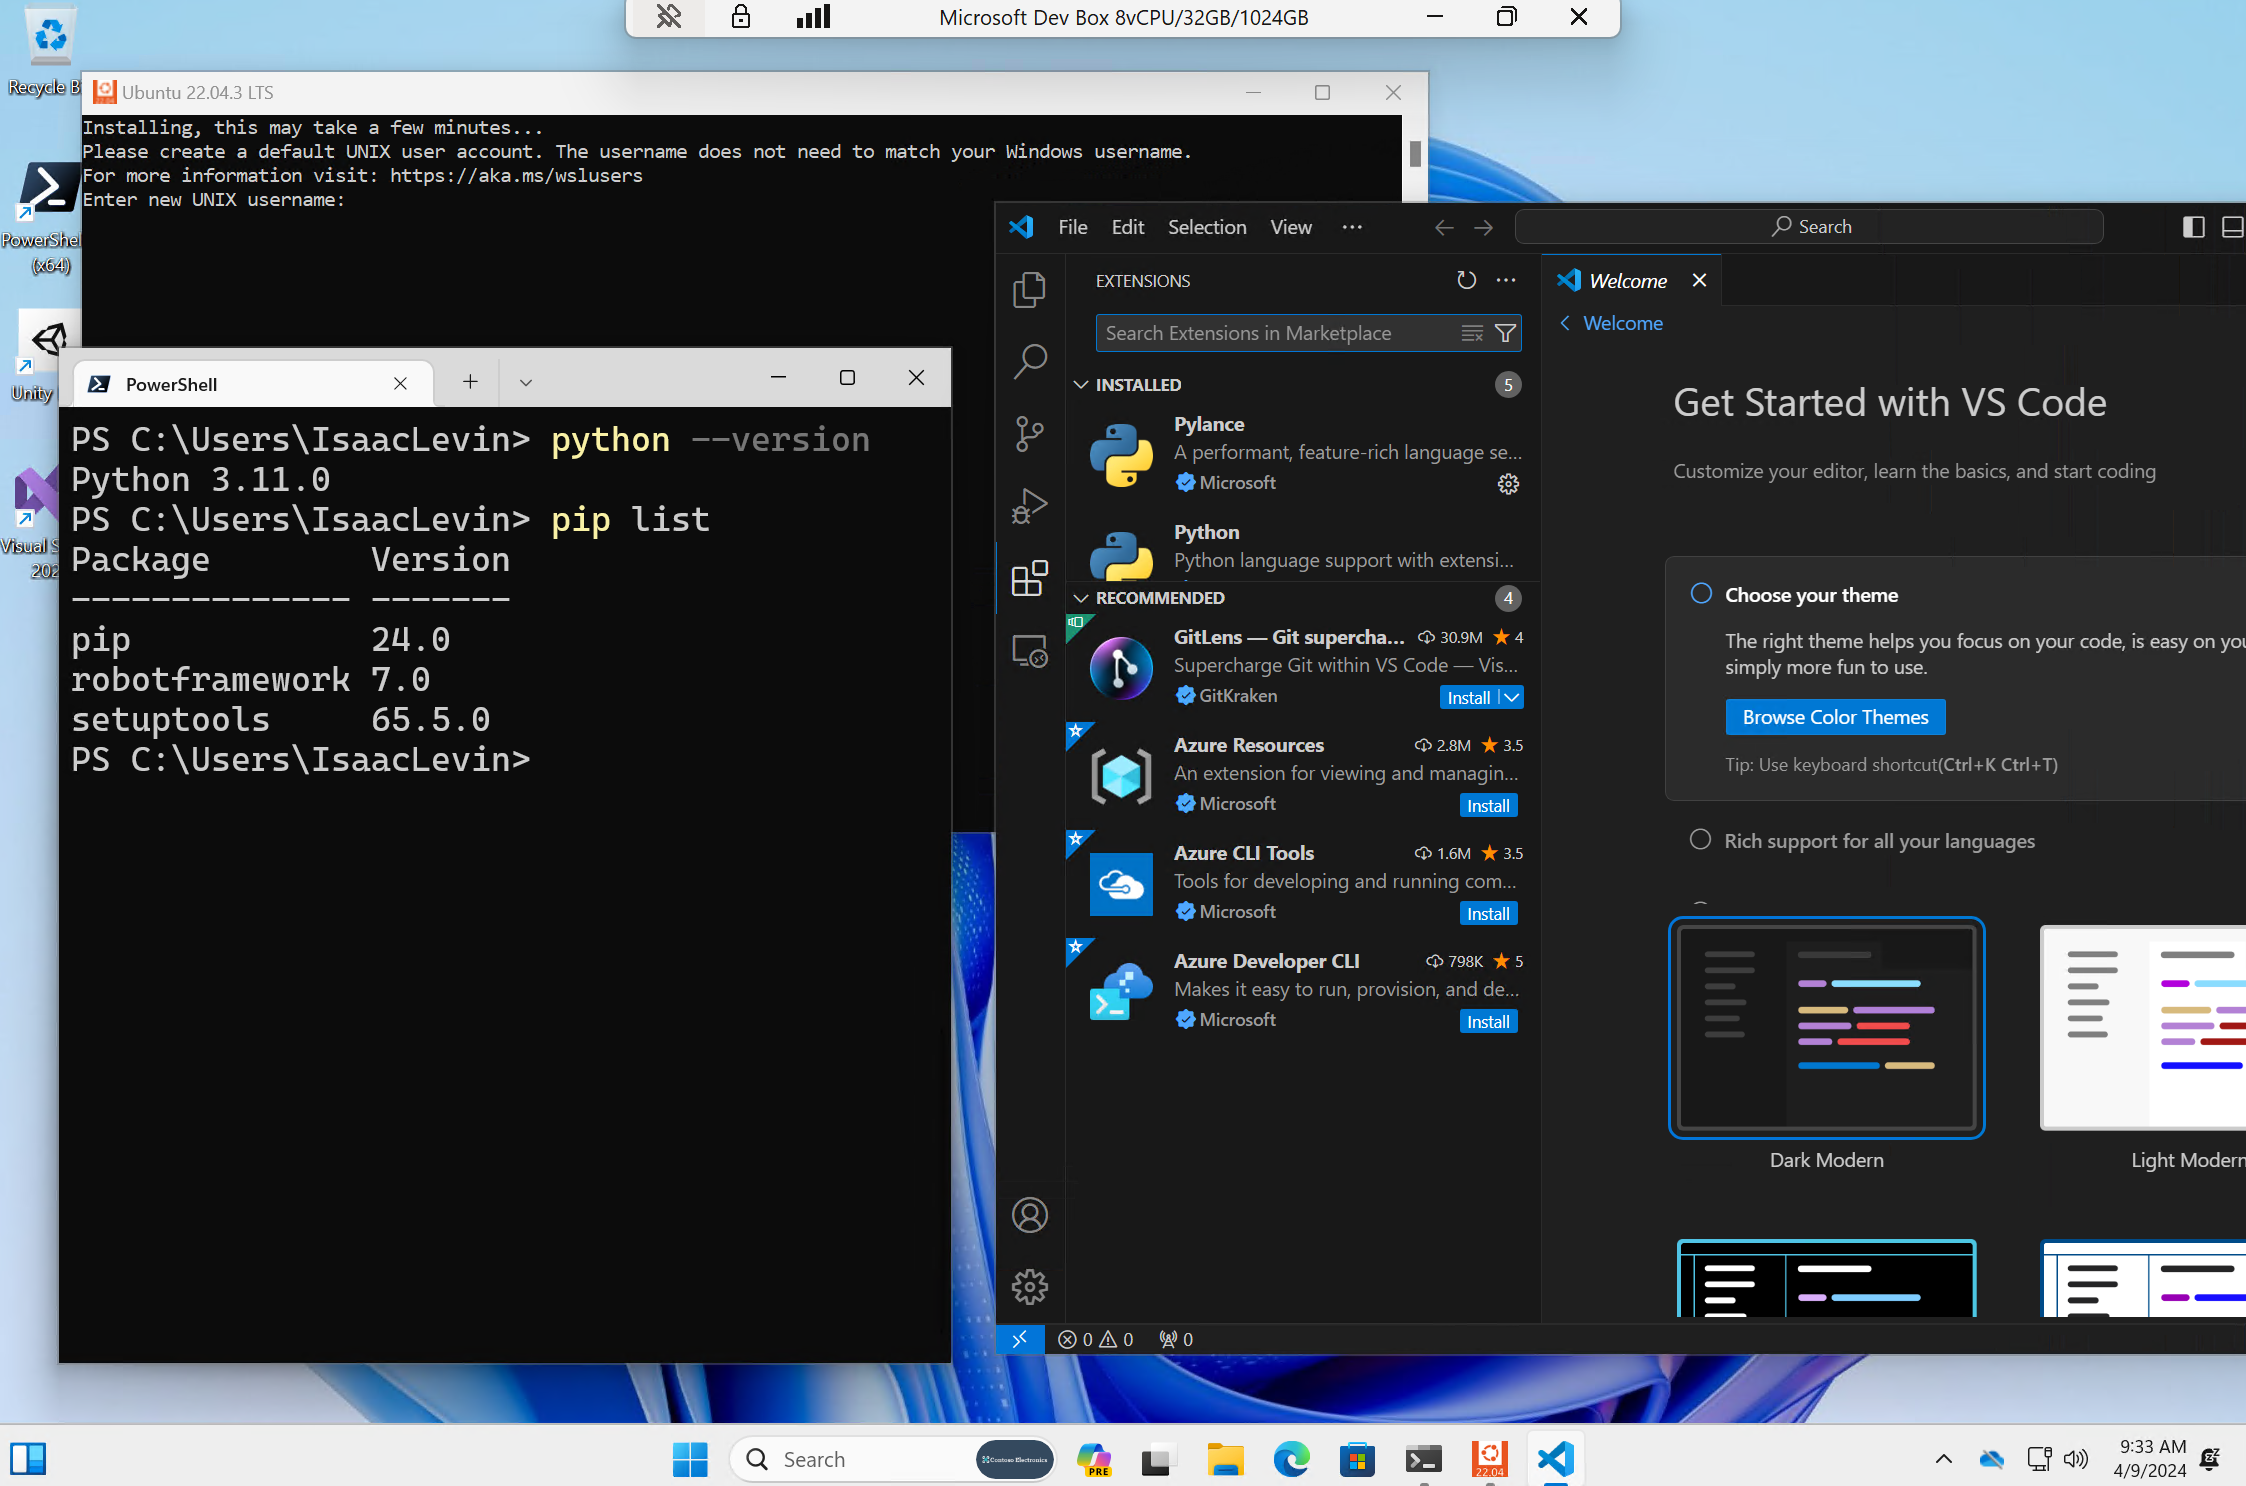 Microsoft Dev Box 8vCPU/32GB/1024GB
Recycle B
PowerShel
(x64)
Unity
Visual S
202
Ubuntu 22.04.3 LTS
Installing, this may take a few minutes...
Please create a default UNIX user account. The username does not need to match your Windows username.
For more information visit: https://aka.ms/wslusers
Enter new UNIX username:
PowerShell
PS C:\Users\IsaacLevin> python --version
Python 3.11.0
PS C:\Users\IsaacLevin> pip list
Package        Version
-------------- -------
pip            24.0
robotframework 7.0
setuptools     65.5.0
PS C:\Users\IsaacLevin>
File Edit Selection View ... Search
EXTENSIONS
Search Extensions in Marketplace
INSTALLED 5
Pylance
A performant, feature-rich language se...
Microsoft
Python
Python language support with extensi...
RECOMMENDED 4
GitLens — Git supercha... 30.9M 4
Supercharge Git within VS Code — Vis...
GitKraken Install
Azure Resources 2.8M 3.5
An extension for viewing and managin...
Microsoft Install
Azure CLI Tools 1.6M 3.5
Tools for developing and running com...
Microsoft Install
Azure Developer CLI 798K 5
Makes it easy to run, provision, and de...
Microsoft Install
0 0 0
Welcome
Welcome
Get Started with VS Code
Customize your editor, learn the basics, and start coding
Choose your theme
The right theme helps you focus on your code, is easy on you
simply more fun to use.
Browse Color Themes
Tip: Use keyboard shortcut(Ctrl+K Ctrl+T)
Rich support for all your languages
Dark Modern
Light Modern
Search
Contoso Electronics
PRE
22.04
9:33 AM
4/9/2024